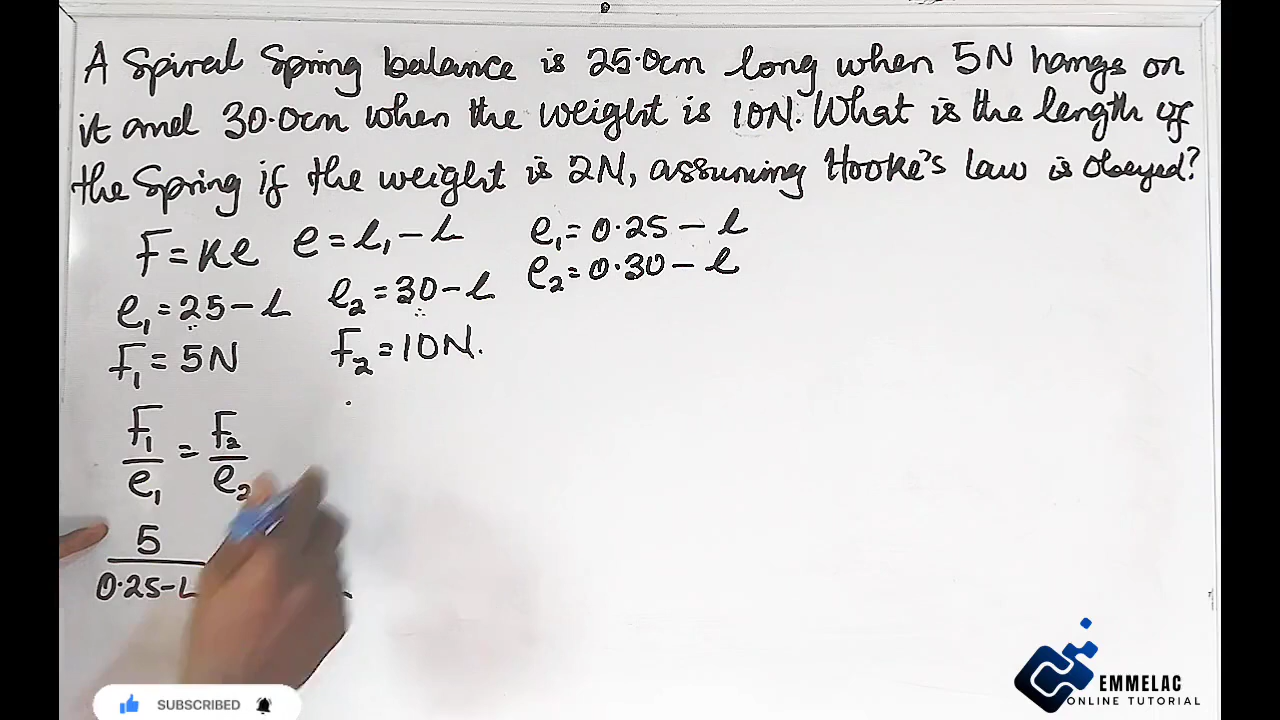 A Spiral Spring balance is 25.0cm long when 5N hangs on
it and 30.0cm when the weight is 10N. What is the length of
the Spring if the weight is 2N, assuming Hooke's law is obeyed?
F = Ke e = l₁ - l e₁ = 0.25 - l
e₂ = 0.30 - l
e₁ = 25 - l e₂ = 30 - l
F₁ = 5N F₂ = 10N.
F₁/e₁ = F₂/e₂
5/0.25-L
SUBSCRIBED
EMMELAC
ONLINE TUTORIAL